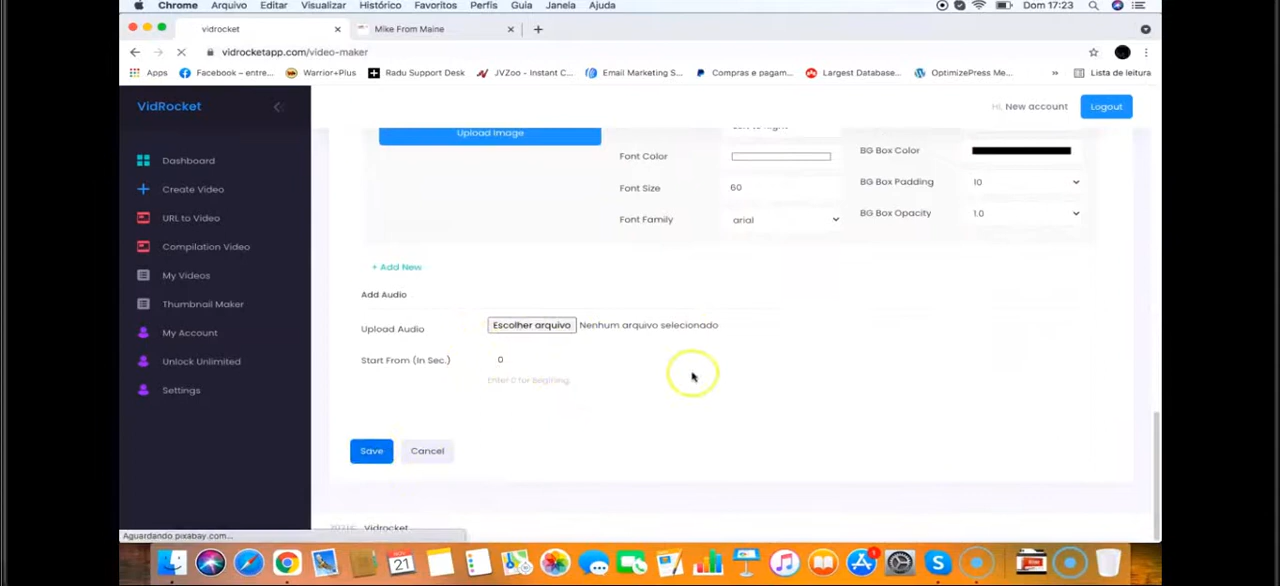 Chrome Arquivo Editar Visualizar Histórico Favoritos Perfis Guia Janela Ajuda Dom 17:23
vidrocket Mike From Maine
vidrocketapp.com/video-maker
Apps Facebook – entre... Warrior+Plus Radu Support Desk JVZoo - Instant C... Email Marketing S... Compras e pagam... Largest Database... OptimizePress Me... » Lista de leitura
VidRocket
Hi, New account Logout
Dashboard
Create Video
URL to Video
Compilation Video
My Videos
Thumbnail Maker
My Account
Unlock Unlimited
Settings
Upload Image
Font Color
Font Size 60
Font Family arial
BG Box Color
BG Box Padding 10
BG Box Opacity 1.0
+ Add New
Add Audio
Upload Audio Escolher arquivo Nenhum arquivo selecionado
Start From (In Sec.) 0
Enter 0 for
Save Cancel
Vidrocket
Aguardando pixabay.com...
21